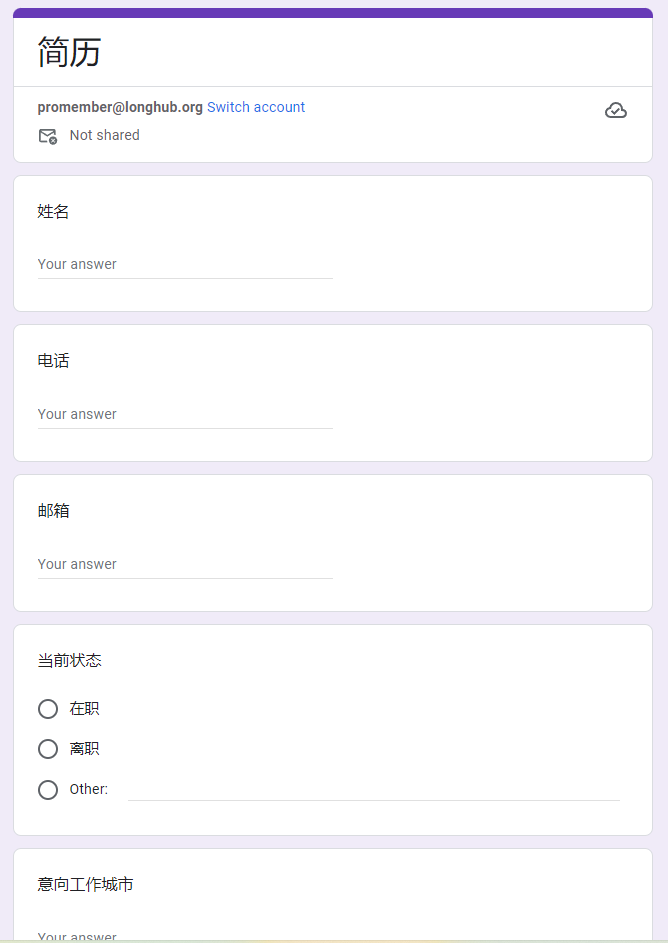 简历
promember@longhub.org Switch account
Not shared
姓名
Your answer
电话
Your answer
邮箱
Your answer
当前状态
在职
离职
Other:
意向工作城市
Your answer